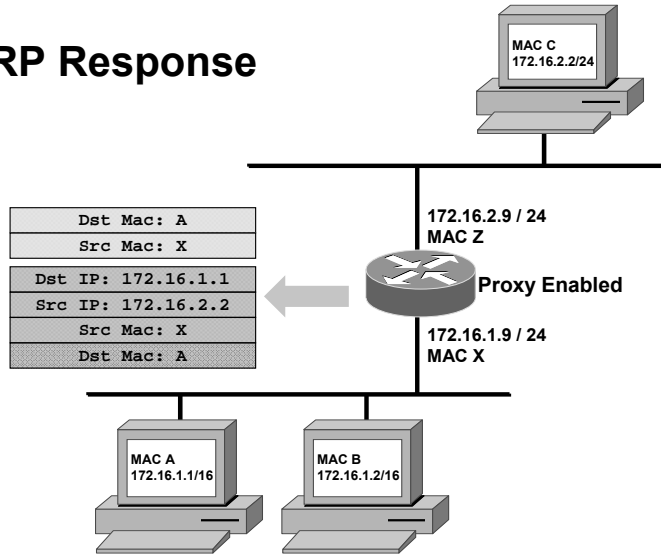 RP Response
MAC C
172.16.2.2/24
Dst Mac: A
Src Mac: X
Dst IP: 172.16.1.1
Src IP: 172.16.2.2
Src Mac: X
Dst Mac: A
172.16.2.9 / 24
MAC Z
Proxy Enabled
172.16.1.9 / 24
MAC X
MAC A
172.16.1.1/16
MAC B
172.16.1.2/16